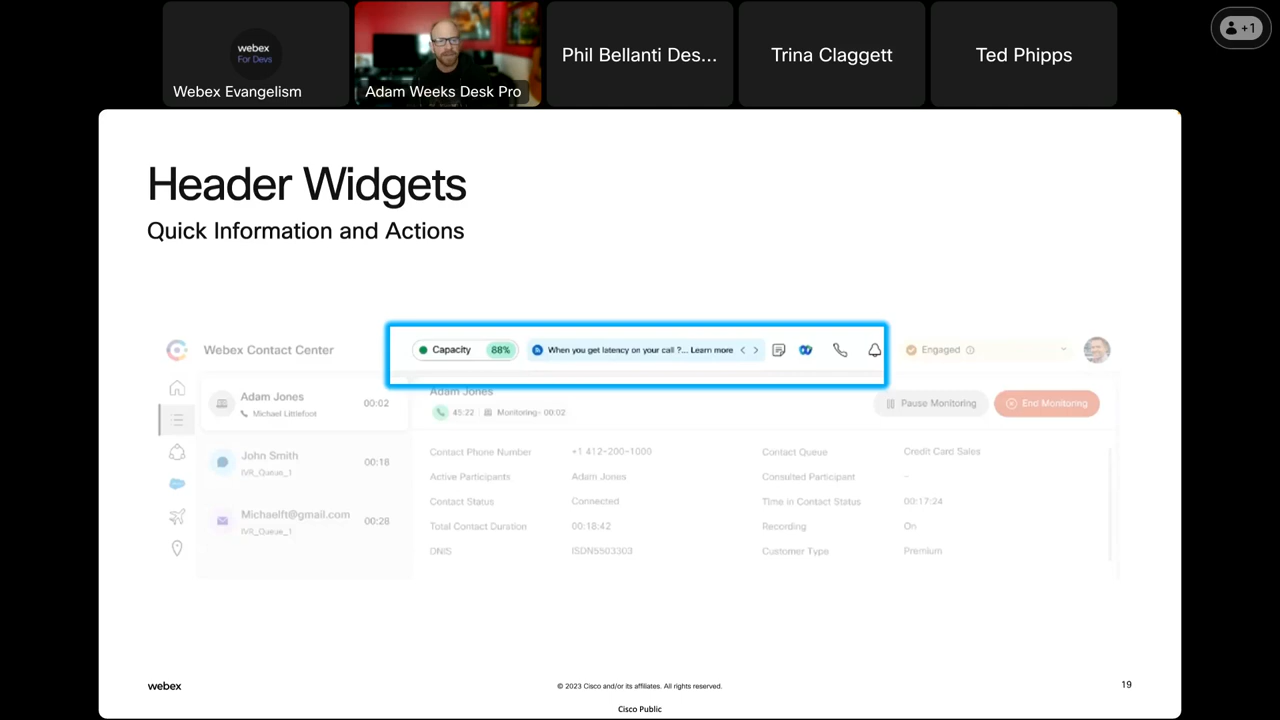 webex
For Devs
Webex Evangelism
Adam Weeks Desk Pro
Phil Bellanti Des...
Trina Claggett
Ted Phipps
+1
Header Widgets
Quick Information and Actions
Webex Contact Center
Capacity 88%
When you get latency on your call ?... Learn more
Engaged
Adam Jones
Michael Littlefoot
00:02
John Smith
IVR_Queue_1
00:18
Michaelft@gmail.com
IVR_Queue_1
00:28
Adam Jones
45:22 Monitoring - 00:02
Pause Monitoring
End Monitoring
Contact Phone Number +1 412-200-1000 Contact Queue Credit Card Sales
Active Participants Adam Jones Consulted Participant -
Contact Status Connected Time in Contact Status 00:17:24
Total Contact Duration 00:18:42 Recording On
DNIS ISDN5503303 Customer Type Premium
webex
© 2023 Cisco and/or its affiliates. All rights reserved.
19
Cisco Public